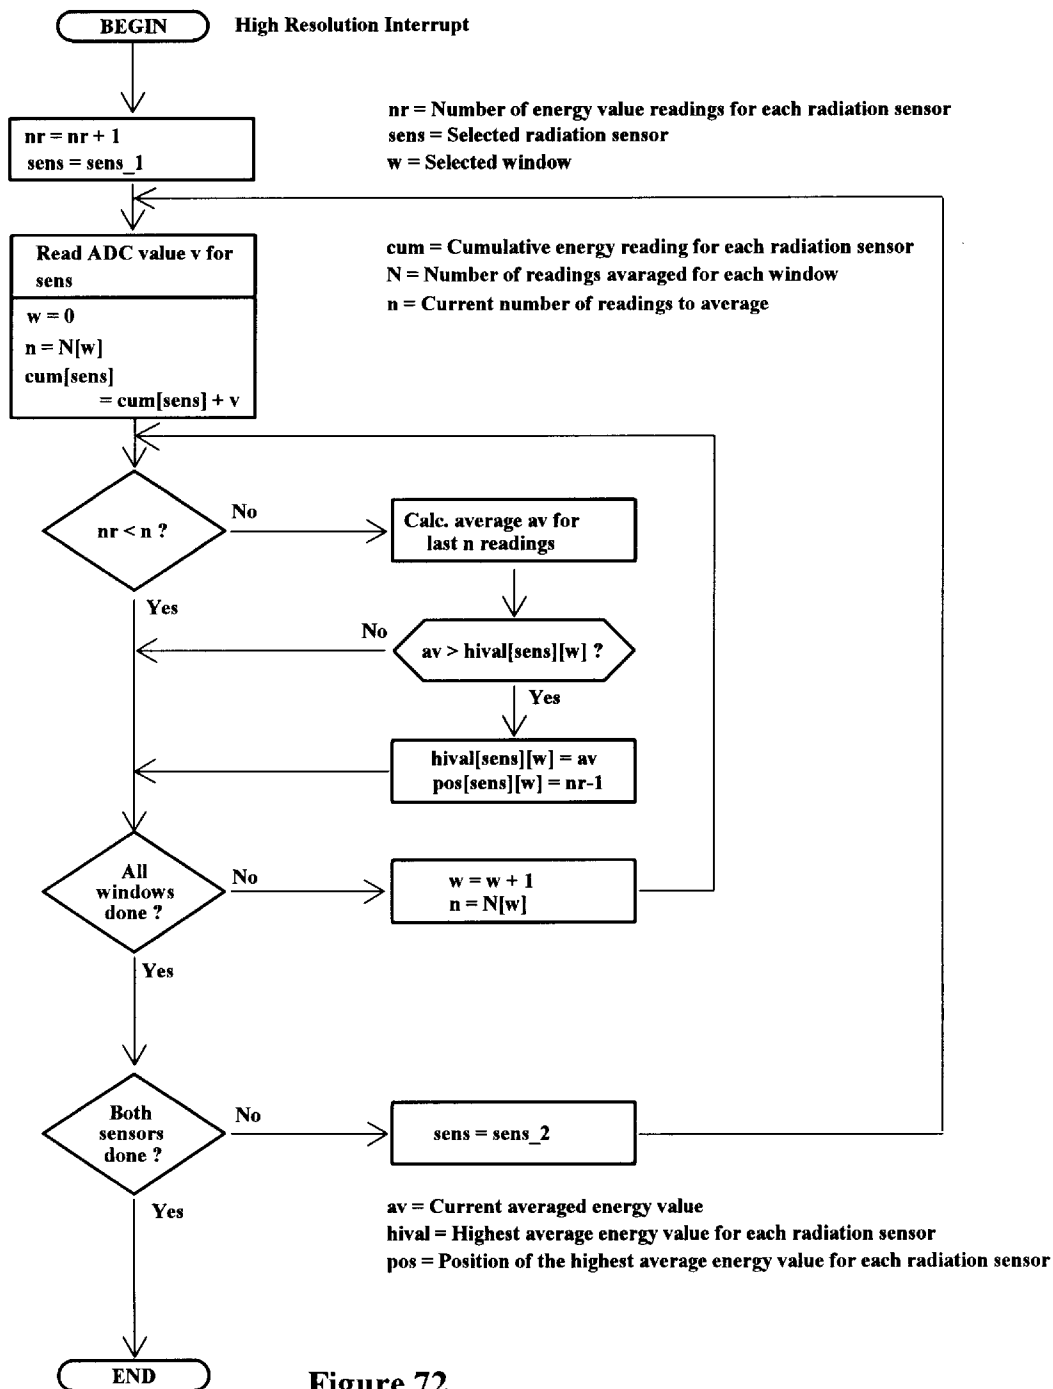 BEGIN
High Resolution Interrupt
nr = Number of energy value readings for each radiation sensor
sens = Selected radiation sensor
w = Selected window
nr = nr + 1
sens = sens_1
Read ADC value v for
sens
w = 0
n = N[w]
cum[sens]
= cum[sens] + v
cum = Cumulative energy reading for each radiation sensor
N = Number of readings avaraged for each window
n = Current number of readings to average
nr < n ?
No
Yes
Calc. average av for
last n readings
No
av > hival[sens][w] ?
Yes
hival[sens][w] = av
pos[sens][w] = nr-1
All
windows
done ?
No
Yes
w = w + 1
n = N[w]
Both
sensors
done ?
No
Yes
sens = sens_2
av = Current averaged energy value
hival = Highest average energy value for each radiation sensor
pos = Position of the highest average energy value for each radiation sensor
END
Figure 72